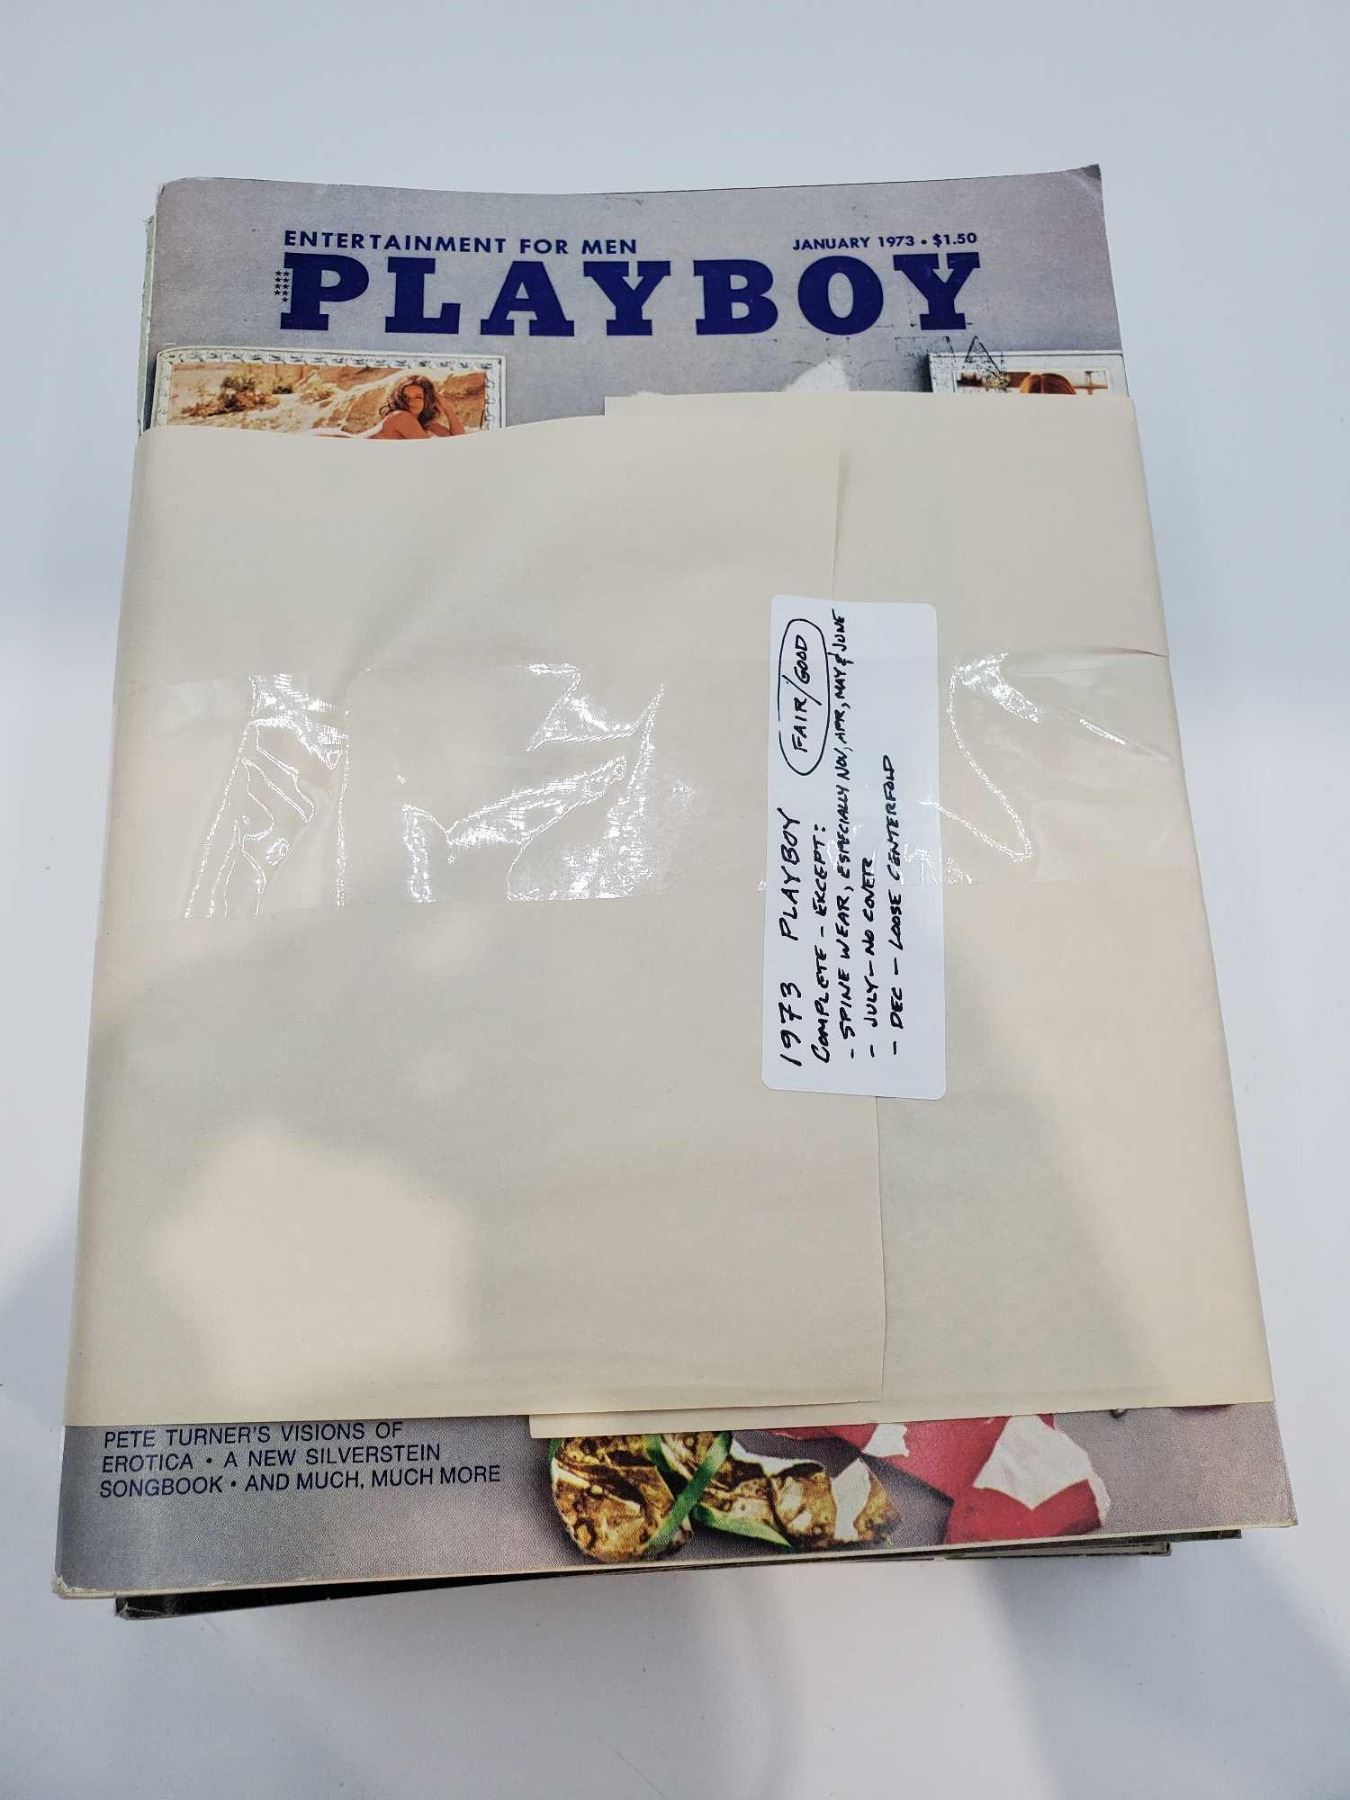 ENTERTAINMENT FOR MEN
JANUARY 1973 • $1.50
PLAYBOY
1973 PLAYBOY FAIR/GOOD
COMPLETE - EXCEPT:
- SPINE WEAR, ESPECIALLY NOV, APR, MAY & JUNE
- JULY - NO COVER
- DEC - LOOSE CENTERFOLD
PETE TURNER'S VISIONS OF
EROTICA • A NEW SILVERSTEIN
SONGBOOK • AND MUCH, MUCH MORE